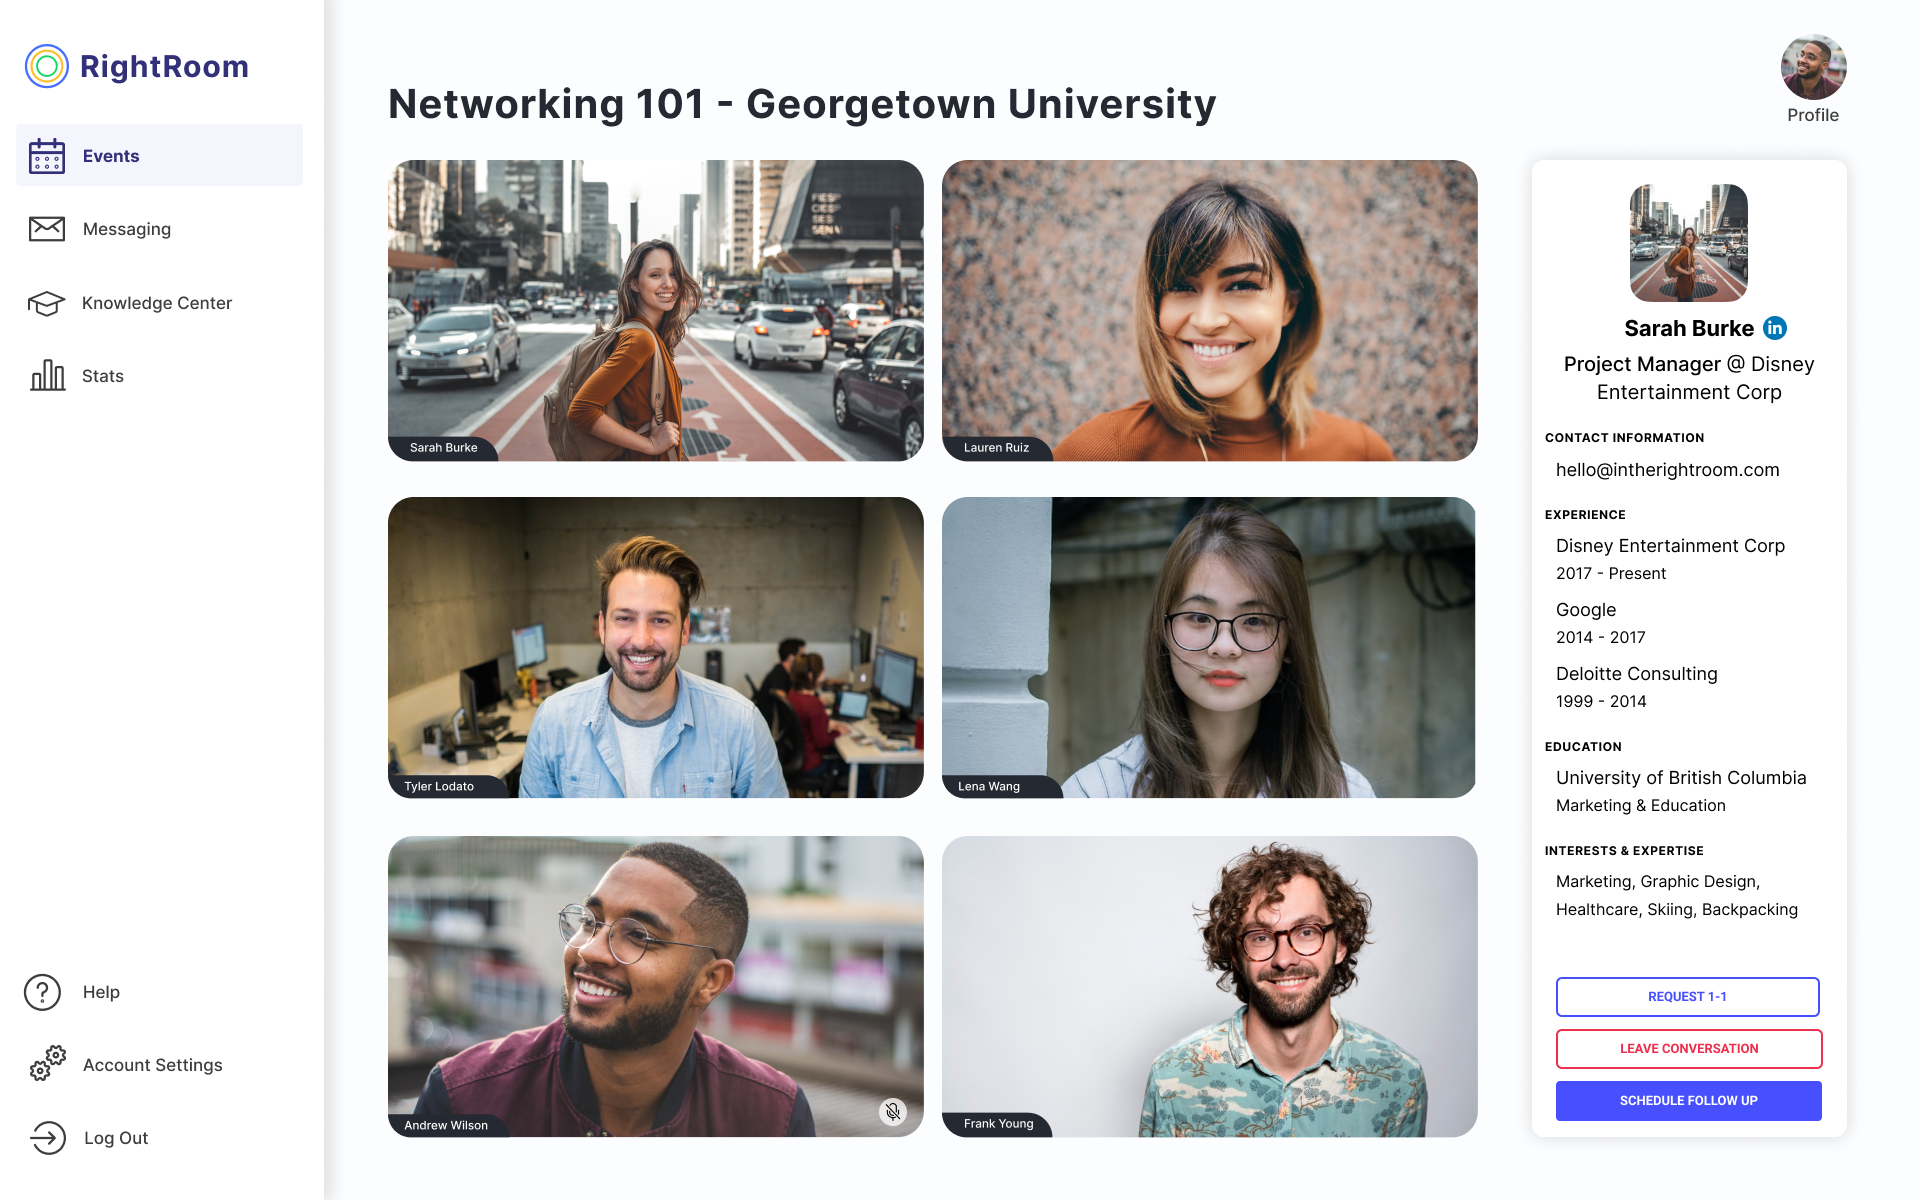 RightRoom
Events
Messaging
Knowledge Center
Stats
Help
Account Settings
Log Out
Networking 101 - Georgetown University
Profile
Sarah Burke
Lauren Ruiz
Tyler Lodato
Lena Wang
Andrew Wilson
Frank Young
Sarah Burke in
Project Manager @ Disney
Entertainment Corp
CONTACT INFORMATION
hello@intherightroom.com
EXPERIENCE
Disney Entertainment Corp
2017 - Present
Google
2014 - 2017
Deloitte Consulting
1999 - 2014
EDUCATION
University of British Columbia
Marketing & Education
INTERESTS & EXPERTISE
Marketing, Graphic Design,
Healthcare, Skiing, Backpacking
REQUEST 1-1
LEAVE CONVERSATION
SCHEDULE FOLLOW UP